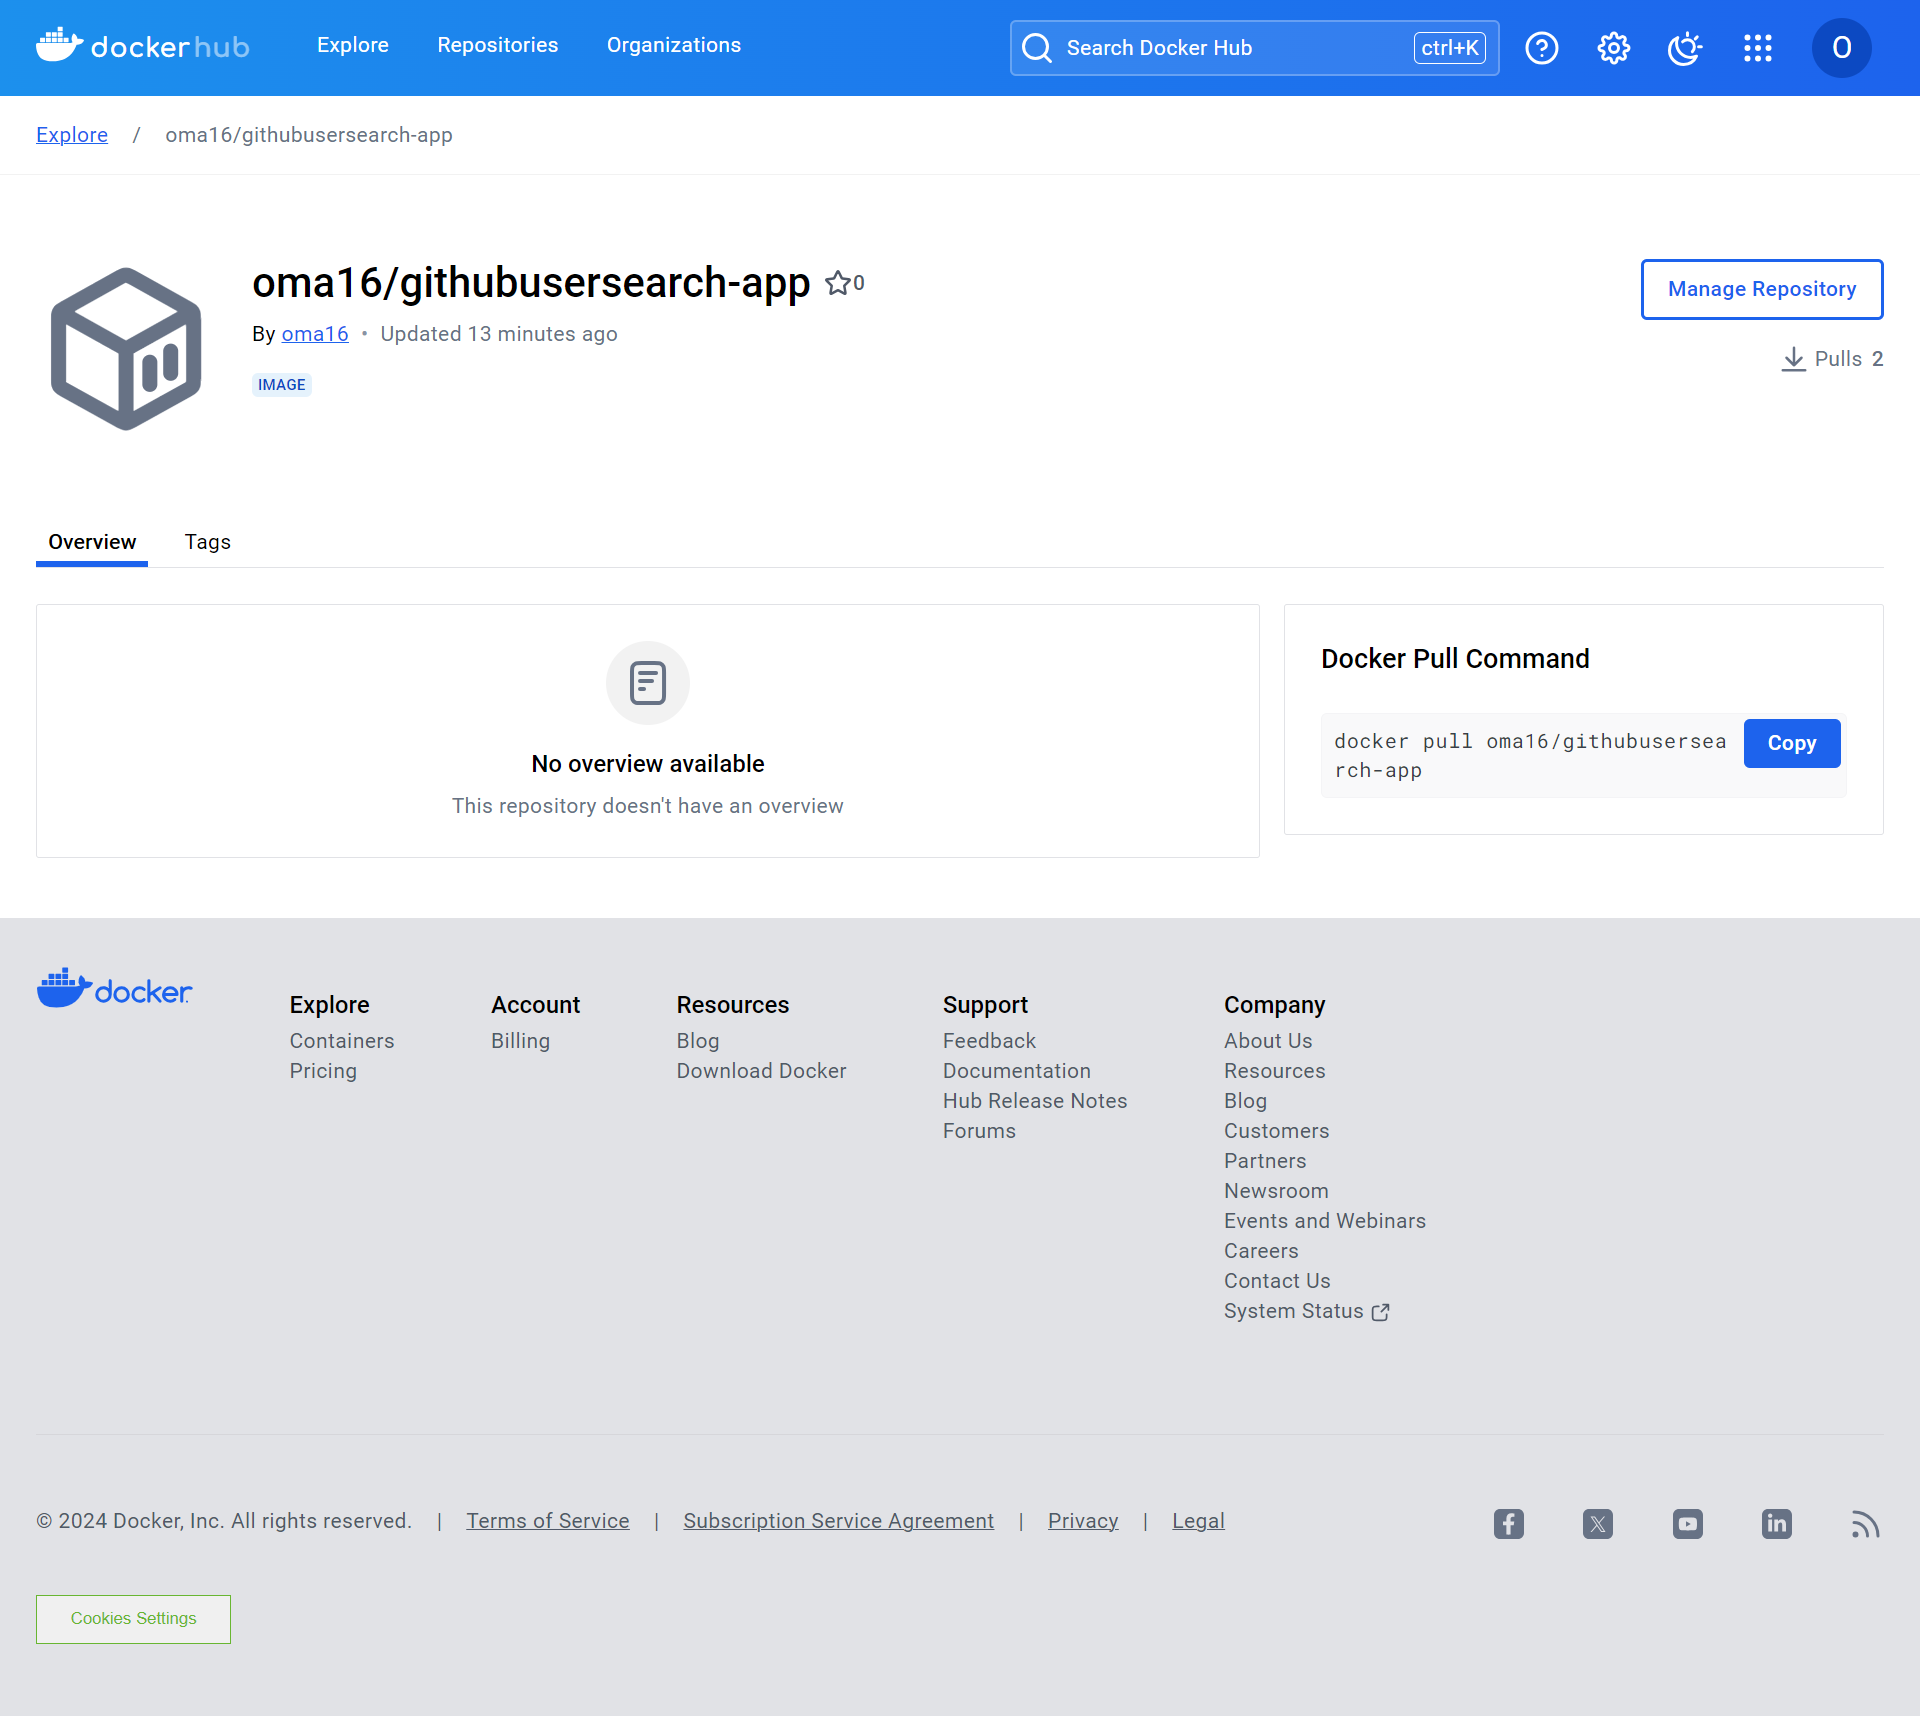 docker hub
Explore
Repositories
Organizations
Search Docker Hub
ctrl+K
O
Explore / oma16/githubusersearch-app
oma16/githubusersearch-app
0
By oma16 • Updated 13 minutes ago
IMAGE
Manage Repository
Pulls 2
Overview
Tags
No overview available
This repository doesn't have an overview
Docker Pull Command
docker pull oma16/githubusersea
rch-app
Copy
docker
Explore
Containers
Pricing
Account
Billing
Resources
Blog
Download Docker
Support
Feedback
Documentation
Hub Release Notes
Forums
Company
About Us
Resources
Blog
Customers
Partners
Newsroom
Events and Webinars
Careers
Contact Us
System Status
© 2024 Docker, Inc. All rights reserved. | Terms of Service | Subscription Service Agreement | Privacy | Legal
Cookies Settings